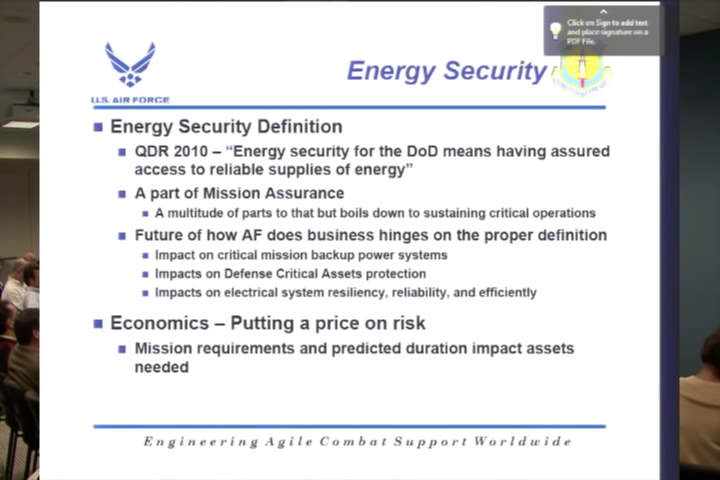 Click on Sign to add text
and place signature on a
PDF File.
Energy Security
U.S. AIR FORCE
Energy Security Definition
QDR 2010 – “Energy security for the DoD means having assured
access to reliable supplies of energy”
A part of Mission Assurance
A multitude of parts to that but boils down to sustaining critical operations
Future of how AF does business hinges on the proper definition
Impact on critical mission backup power systems
Impacts on Defense Critical Assets protection
Impacts on electrical system resiliency, reliability, and efficiently
Economics – Putting a price on risk
Mission requirements and predicted duration impact assets
needed
Engineering Agile Combat Support Worldwide